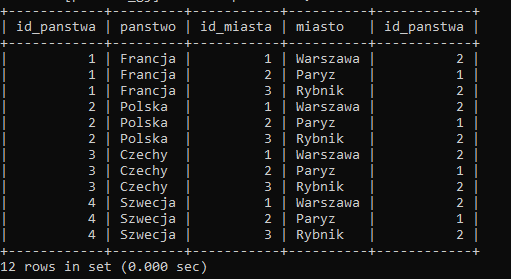 +------------+---------+-----------+----------+------------+
| id_panstwa | panstwo | id_miasta | miasto   | id_panstwa |
+------------+---------+-----------+----------+------------+
|          1 | Francja |         1 | Warszawa |          2 |
|          1 | Francja |         2 | Paryz    |          1 |
|          1 | Francja |         3 | Rybnik   |          2 |
|          2 | Polska  |         1 | Warszawa |          2 |
|          2 | Polska  |         2 | Paryz    |          1 |
|          2 | Polska  |         3 | Rybnik   |          2 |
|          3 | Czechy  |         1 | Warszawa |          2 |
|          3 | Czechy  |         2 | Paryz    |          1 |
|          3 | Czechy  |         3 | Rybnik   |          2 |
|          4 | Szwecja |         1 | Warszawa |          2 |
|          4 | Szwecja |         2 | Paryz    |          1 |
|          4 | Szwecja |         3 | Rybnik   |          2 |
+------------+---------+-----------+----------+------------+
12 rows in set (0.000 sec)